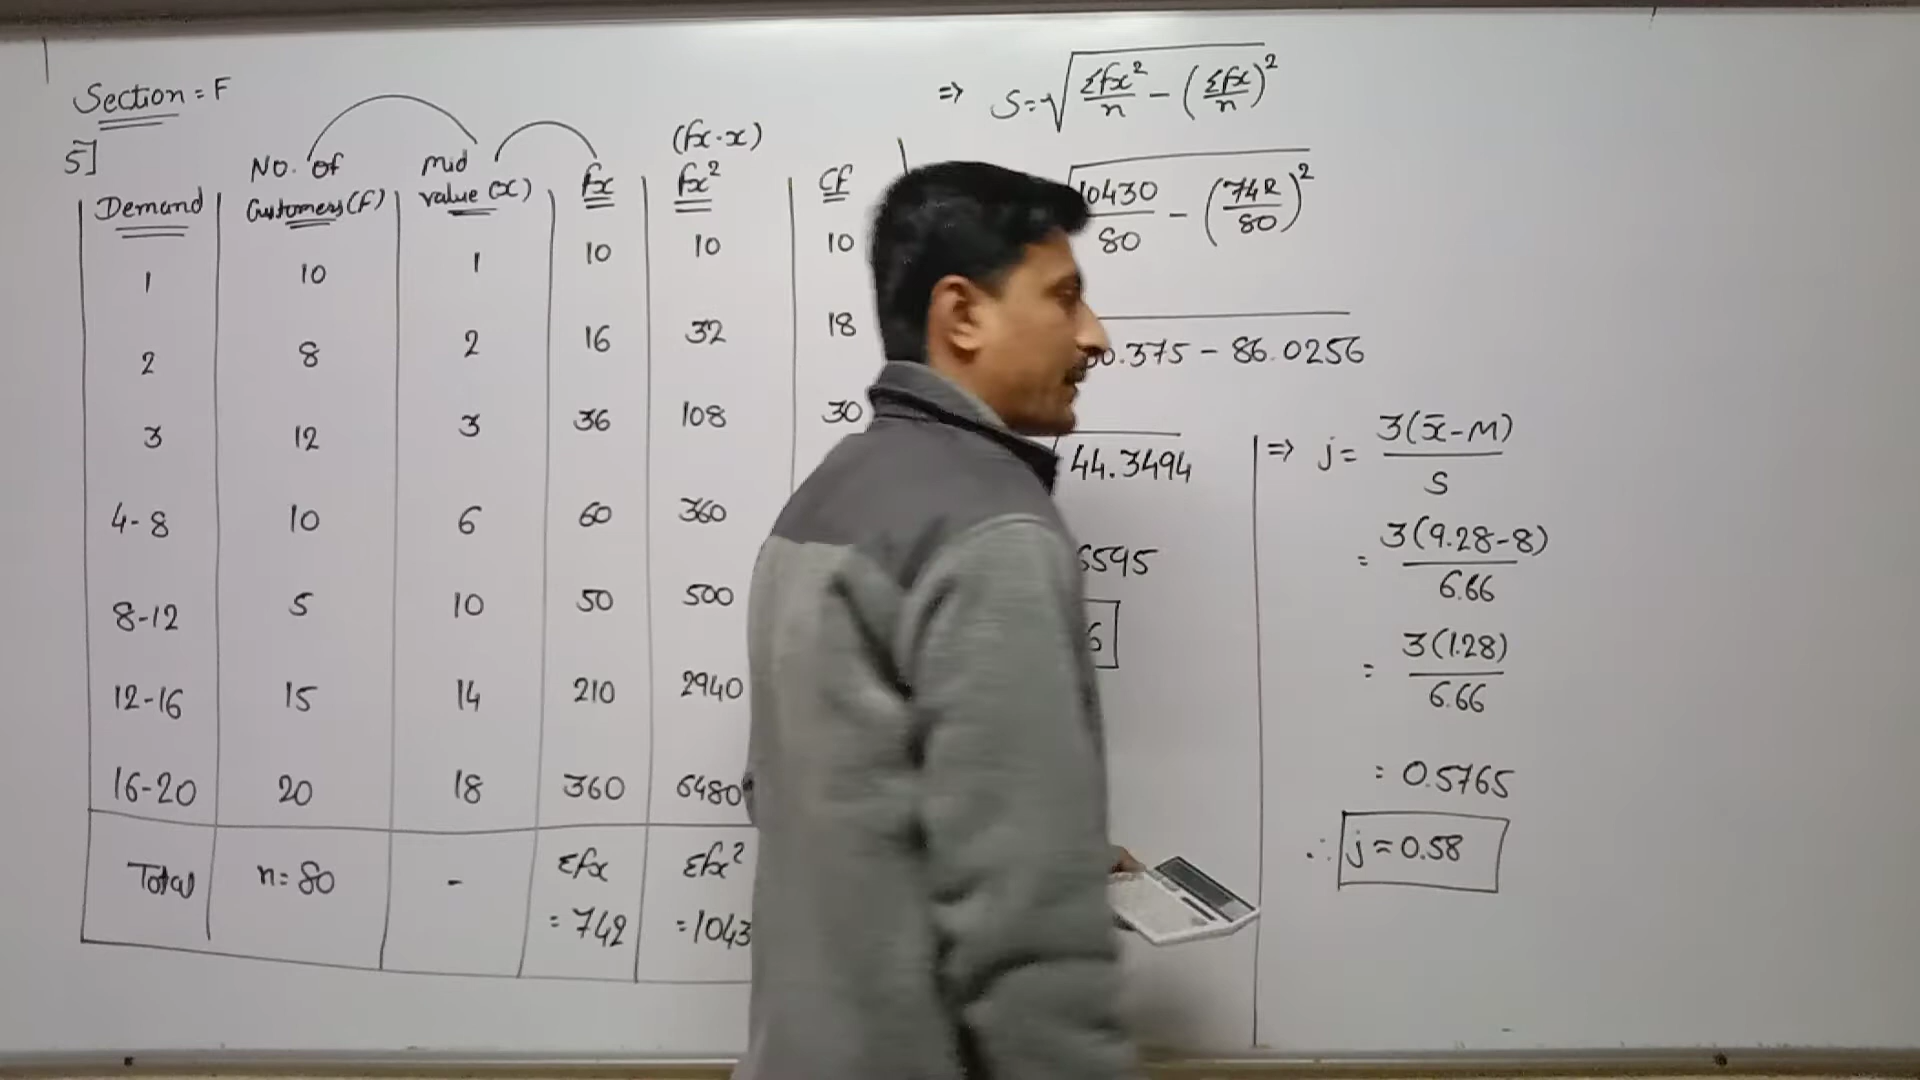 Section = F
5]
Demand | No. of Customers (F) | mid value (x) | fx | (fx·x) fx² | CF
1 | 10 | 1 | 10 | 10 | 10
2 | 8 | 2 | 16 | 32 | 18
3 | 12 | 3 | 36 | 108 | 30
4-8 | 10 | 6 | 60 | 360
8-12 | 5 | 10 | 50 | 500
12-16 | 15 | 14 | 210 | 2940
16-20 | 20 | 18 | 360 | 6480
Total | n = 80 | - | Σfx = 742 | Σfx² = 1043
⇒ S = √(Σfx²/n - (Σfx/n)²)
10430/80 - (742/80)²
0.375 - 86.0256
44.3494
6595
6
⇒ j = 3(x̄-M)/S
= 3(9.28-8)/6.66
= 3(1.28)/6.66
= 0.5765
∴ j = 0.58